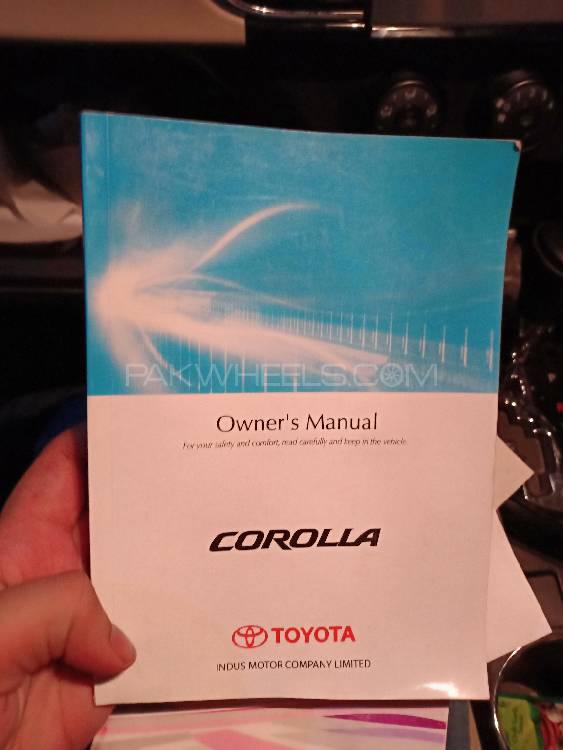 PAKWHEELS.COM
Owner's Manual
For your safety and comfort, read carefully and keep in the vehicle.
COROLLA
TOYOTA
INDUS MOTOR COMPANY LIMITED